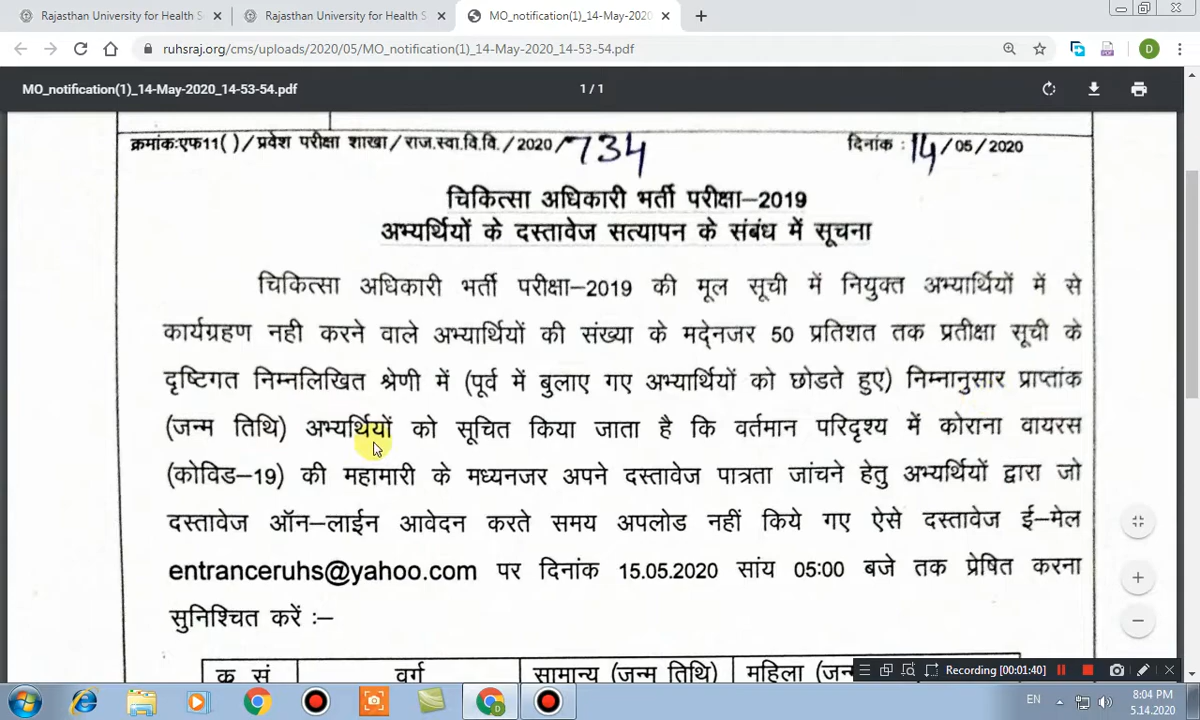 Rajasthan University for Health S
Rajasthan University for Health S
MO_notification(1)_14-May-2020
ruhsraj.org/cms/uploads/2020/05/MO_notification(1)_14-May-2020_14-53-54.pdf
D
MO_notification(1)_14-May-2020_14-53-54.pdf
1 / 1
क्रमांक:एफ11( )/प्रवेश परीक्षा शाखा/राज.स्वा.वि.वि./2020/734
दिनांक :14/05/2020
चिकित्सा अधिकारी भर्ती परीक्षा–2019
अभ्यार्थियों के दस्तावेज सत्यापन के संबंध में सूचना
चिकित्सा अधिकारी भर्ती परीक्षा–2019 की मूल सूची में नियुक्त अभ्यार्थियों में से
कार्यग्रहण नही करने वाले अभ्यार्थियों की संख्या के मद्देनजर 50 प्रतिशत तक प्रतीक्षा सूची के
दृष्टिगत निम्नलिखित श्रेणी में (पूर्व में बुलाए गए अभ्यार्थियों को छोडते हुए) निम्नानुसार प्राप्तांक
(जन्म तिथि) अभ्यर्थियों को सूचित किया जाता है कि वर्तमान परिदृश्य में कोराना वायरस
(कोविड–19) की महामारी के मध्यनजर अपने दस्तावेज पात्रता जांचने हेतु अभ्यार्थियों द्वारा जो
दस्तावेज ऑन–लाईन आवेदन करते समय अपलोड नहीं किये गए ऐसे दस्तावेज ई–मेल
entranceruhs@yahoo.com पर दिनांक 15.05.2020 सांय 05:00 बजे तक प्रेषित करना
सुनिश्चित करें :–
क सं वर्ग सामान्य (जन्म तिथि) महिला (जन्
Recording [00:01:40]
D
EN
8:04 PM
5.14.2020